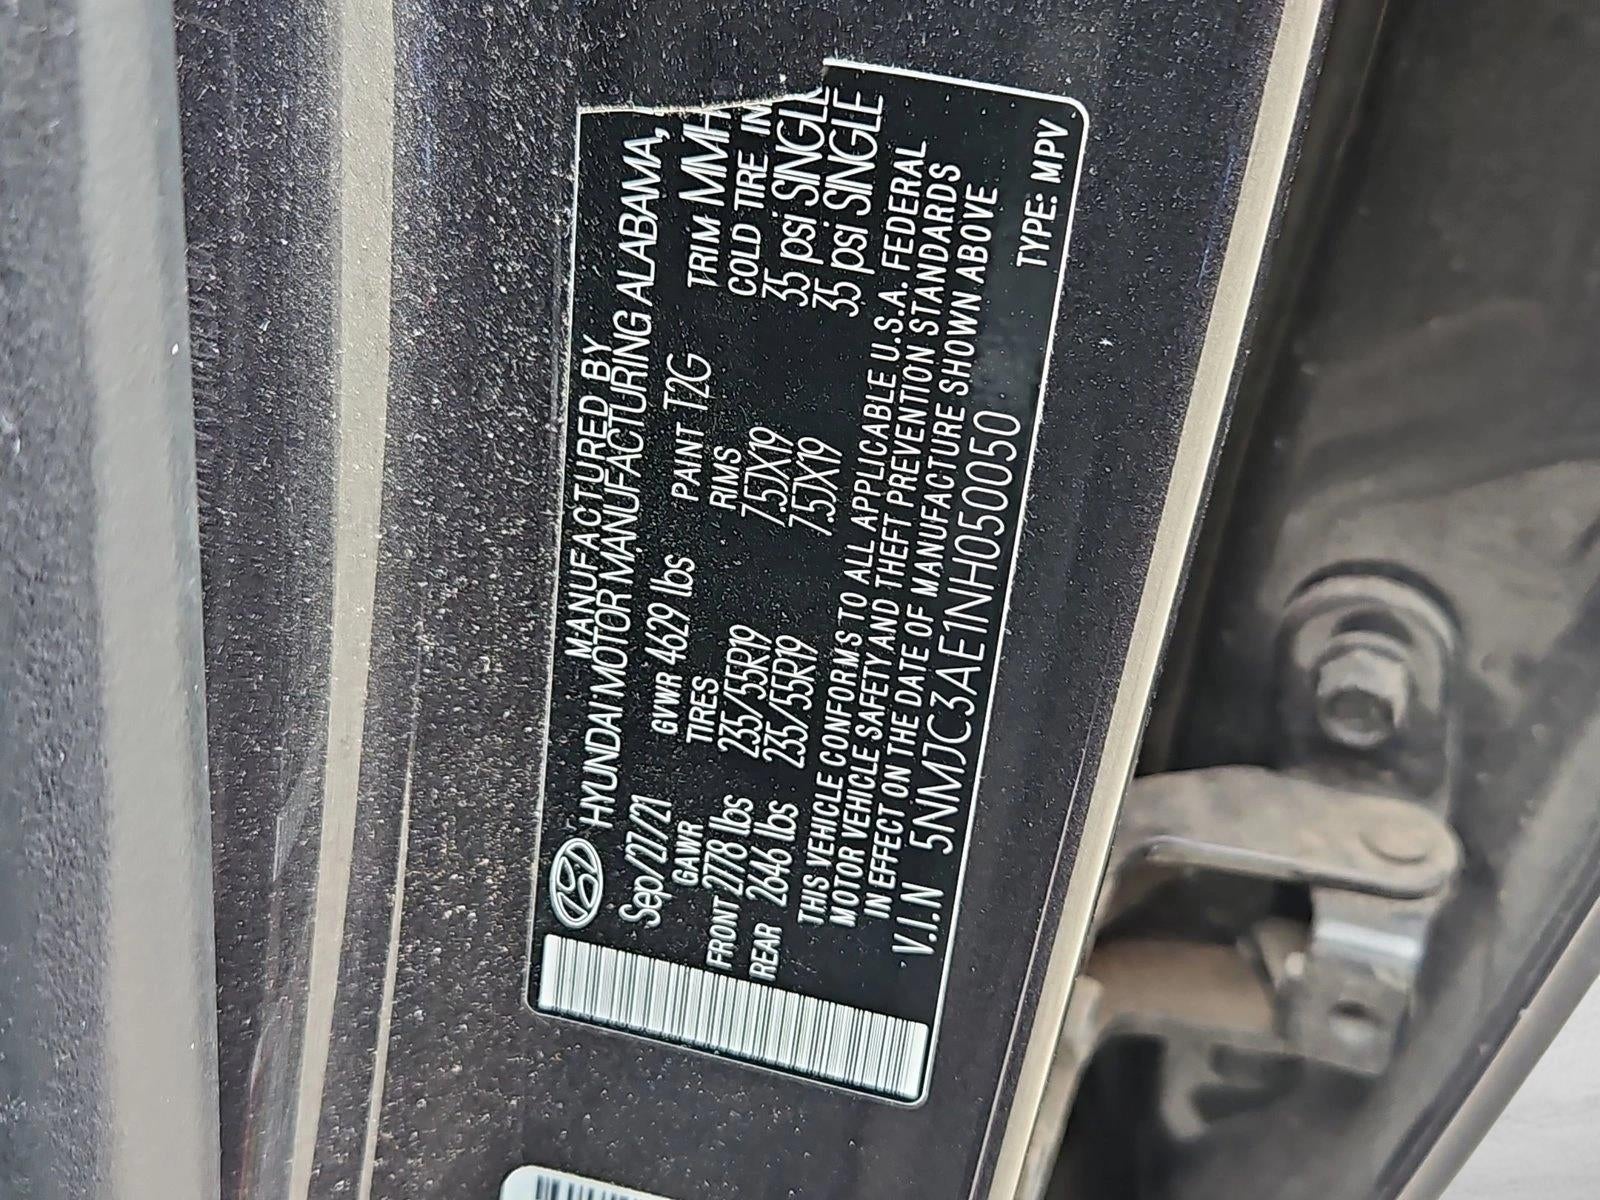 MANUFACTURED BY
HYUNDAI MOTOR MANUFACTURING ALABAMA,
Sep/27/21 GVWR 4629 lbs PAINT T2G TRIM MMH
GAWR TIRES RIMS COLD TIRE IN
FRONT 2778 lbs 235/55R19 7.5JX19 35 psi SINGLE
REAR 2646 lbs 235/55R19 7.5JX19 35 psi SINGLE
THIS VEHICLE CONFORMS TO ALL APPLICABLE U.S.A. FEDERAL
MOTOR VEHICLE SAFETY AND THEFT PREVENTION STANDARDS
IN EFFECT ON THE DATE OF MANUFACTURE SHOWN ABOVE
V.I.N 5NMJC3AE1NH050050 TYPE: MPV